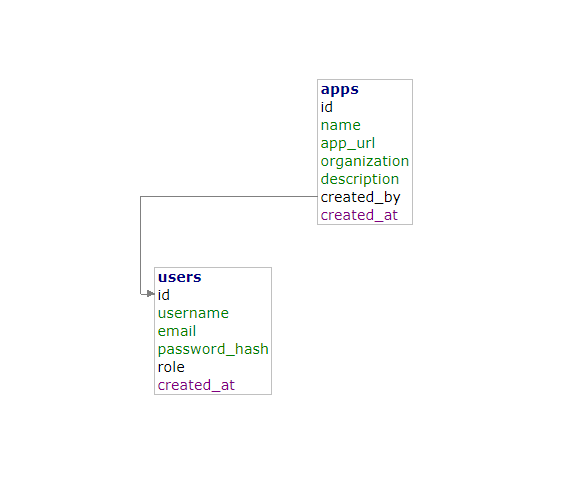 apps
id
name
app_url
organization
description
created_by
created_at
users
id
username
email
password_hash
role
created_at